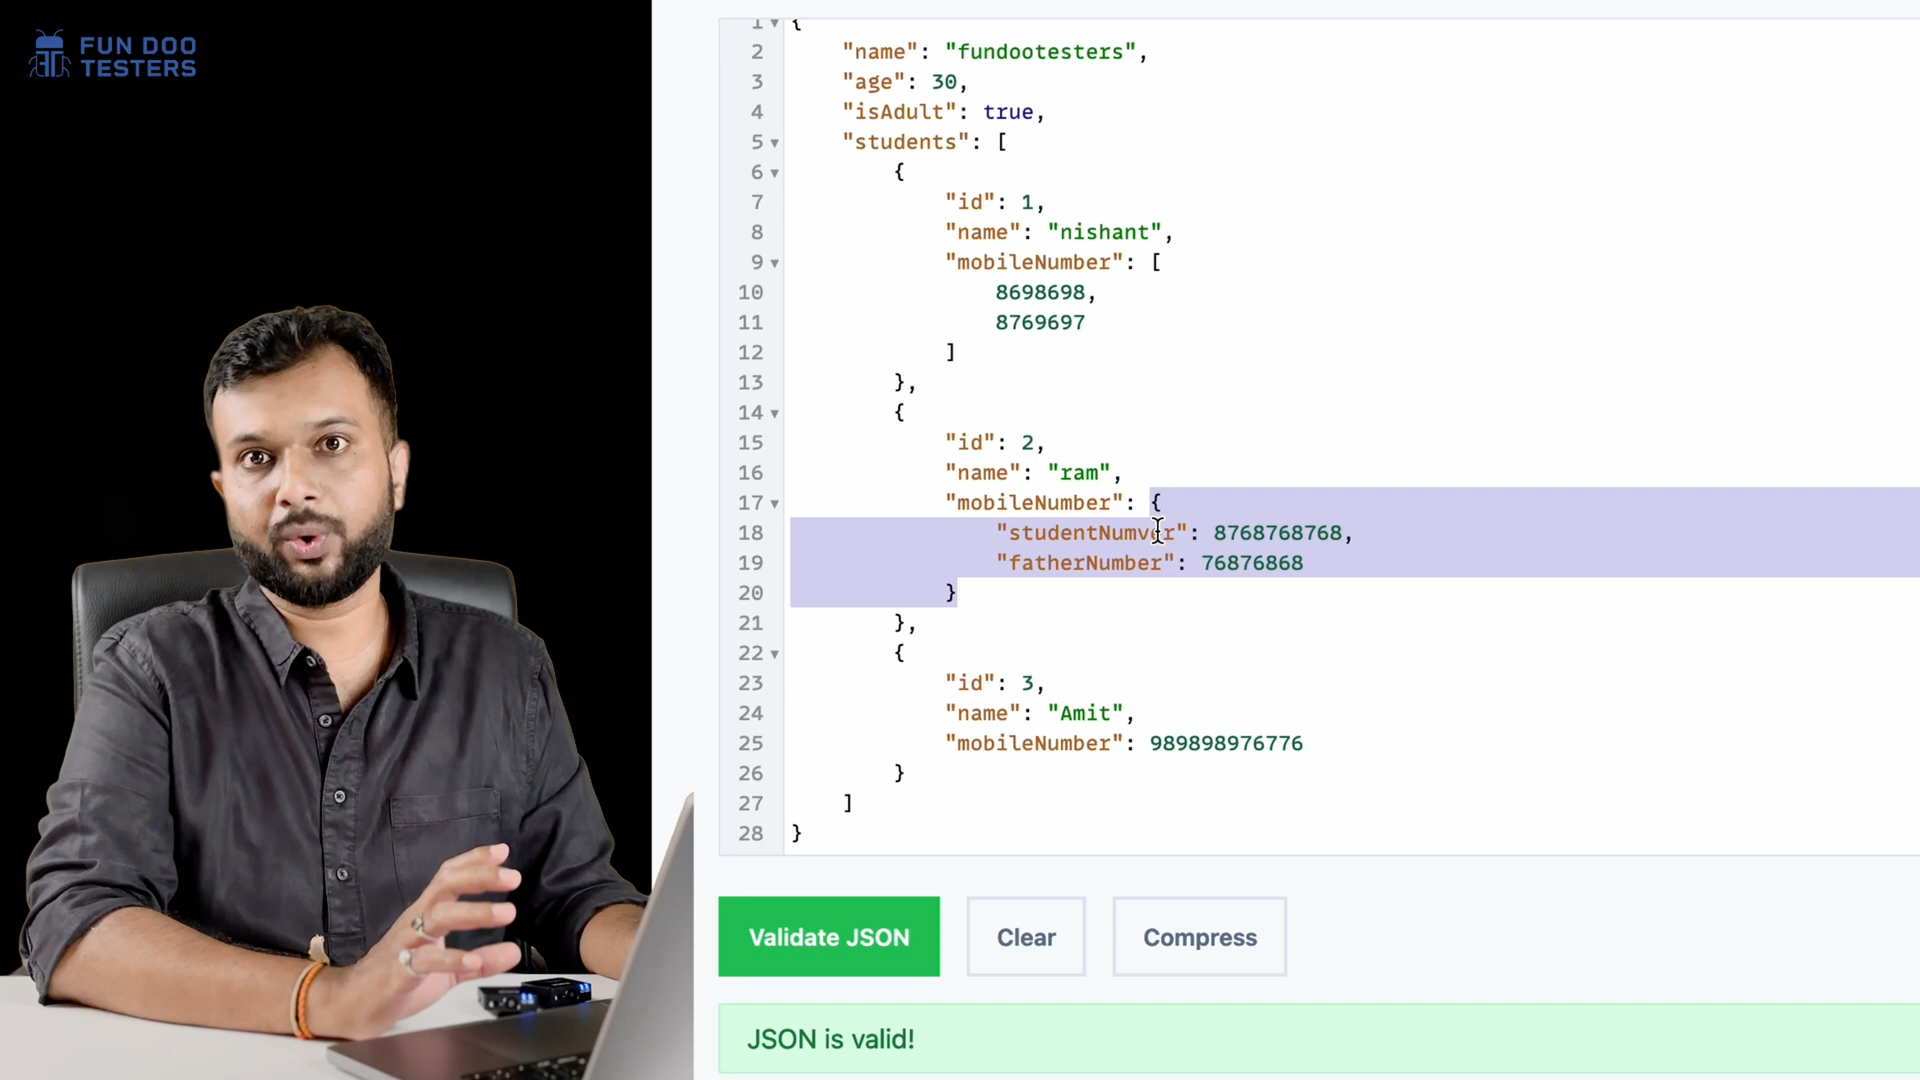 FUN DOO
TESTERS
1 {
2 "name": "fundootesters",
3 "age": 30,
4 "isAdult": true,
5 "students": [
6 {
7 "id": 1,
8 "name": "nishant",
9 "mobileNumber": [
10 8698698,
11 8769697
12 ]
13 },
14 {
15 "id": 2,
16 "name": "ram",
17 "mobileNumber": {
18 "studentNumver": 8768768768,
19 "fatherNumber": 76876868
20 }
21 },
22 {
23 "id": 3,
24 "name": "Amit",
25 "mobileNumber": 989898976776
26 }
27 ]
28 }
Validate JSON
Clear
Compress
JSON is valid!